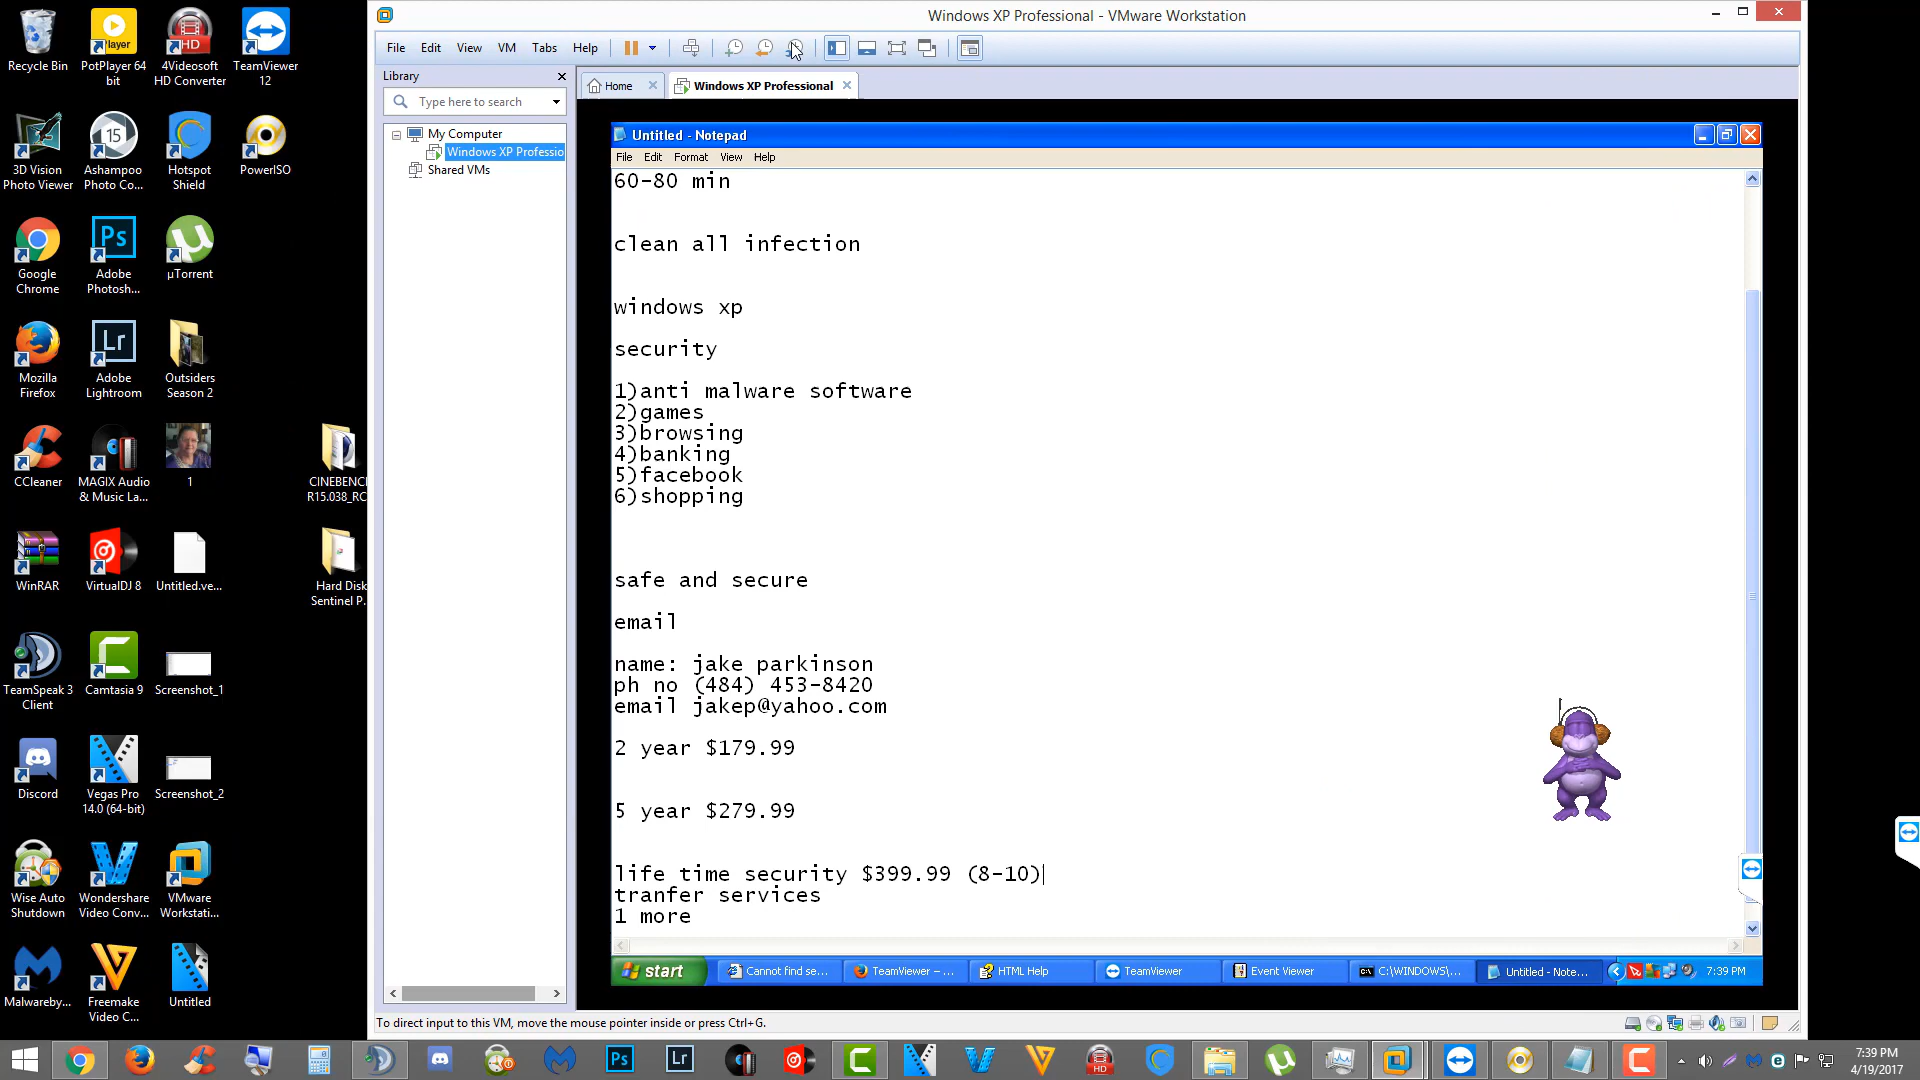 Windows XP Professional - VMware Workstation
File Edit View VM Tabs Help
Library
Type here to search
My Computer
Windows XP Professio
Shared VMs
Home
Windows XP Professional
Untitled - Notepad
File Edit Format View Help
60-80 min
clean all infection
windows xp
security
1)anti malware software
2)games
3)browsing
4)banking
5)facebook
6)shopping
safe and secure
email
name: jake parkinson
ph no (484) 453-8420
email jakep@yahoo.com
2 year $179.99
5 year $279.99
life time security $399.99 (8-10)
tranfer services
1 more
start
Cannot find se...
TeamViewer – ...
HTML Help
TeamViewer
Event Viewer
C:\WINDOWS\...
Untitled - Note...
7:39 PM
To direct input to this VM, move the mouse pointer inside or press Ctrl+G.
Recycle Bin
PotPlayer 64
bit
4Videosoft
HD Converter
TeamViewer
12
3D Vision
Photo Viewer
Ashampoo
Photo Co...
Hotspot
Shield
PowerISO
Google
Chrome
Adobe
Photosh...
µTorrent
Mozilla
Firefox
Adobe
Lightroom
Outsiders
Season 2
CCleaner
MAGIX Audio
& Music La...
1
CINEBENC
R15.038_RC
WinRAR
VirtualDJ 8
Untitled.ve...
Hard Disk
Sentinel P.
TeamSpeak 3
Client
Camtasia 9
Screenshot_1
Discord
Vegas Pro
14.0 (64-bit)
Screenshot_2
Wise Auto
Shutdown
Wondershare
Video Conv...
VMware
Workstati...
Malwareby...
Freemake
Video C...
Untitled
7:39 PM
4/19/2017